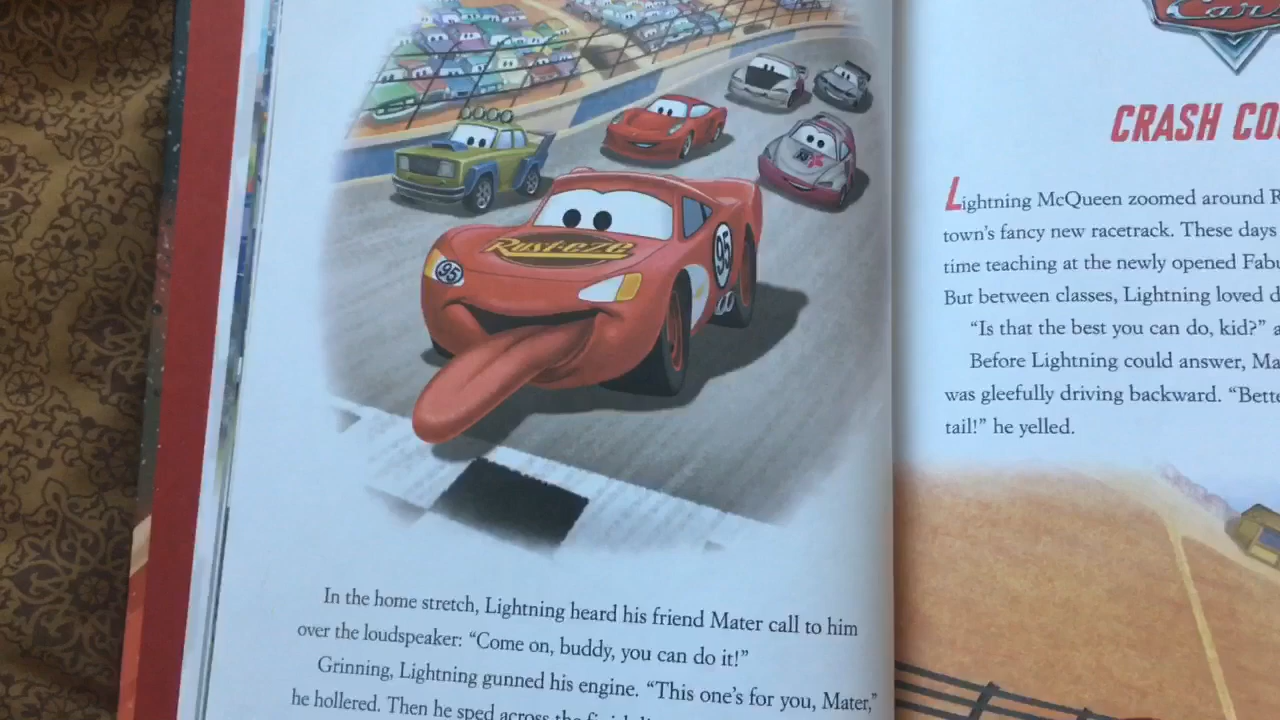 Rust-eze
95
95
In the home stretch, Lightning heard his friend Mater call to him
over the loudspeaker: “Come on, buddy, you can do it!”
Grinning, Lightning gunned his engine. “This one’s for you, Mater,”
he hollered. Then he sped across the
Cars
CRASH CO
Lightning McQueen zoomed around R
town’s fancy new racetrack. These days
time teaching at the newly opened Fabu
But between classes, Lightning loved d
“Is that the best you can do, kid?” a
Before Lightning could answer, Ma
was gleefully driving backward. “Bette
tail!” he yelled.